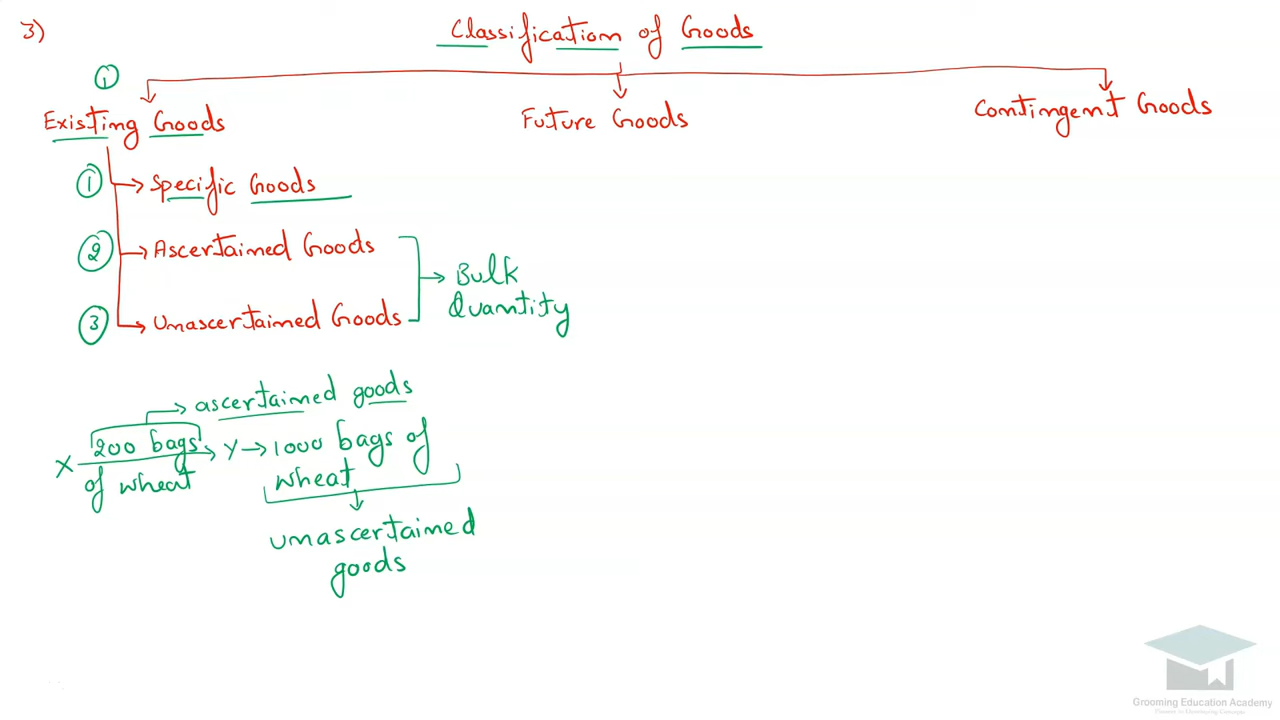 3)
Classification of Goods
①
Existing Goods
Future Goods
Contingent Goods
① Specific Goods
② Ascertained Goods
③ Unascertained Goods
Bulk
Quantity
ascertained goods
X 200 bags Y → 1000 bags of
of wheat
wheat
unascertained
goods
Grooming Education Academy